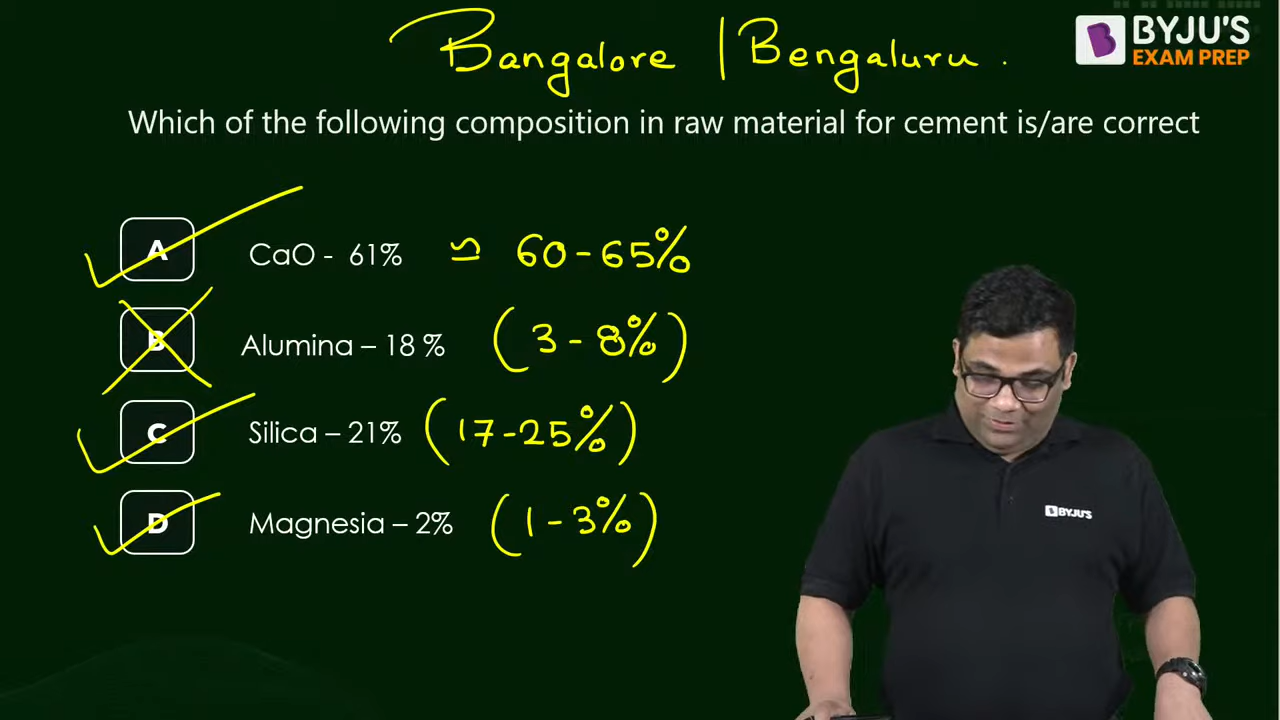 Bangalore | Bengaluru.
BYJU'S
EXAM PREP
Which of the following composition in raw material for cement is/are correct
A CaO - 61% ≃ 60-65%
B Alumina – 18 % (3-8%)
C Silica – 21% (17-25%)
D Magnesia – 2% (1-3%)
BYJU'S